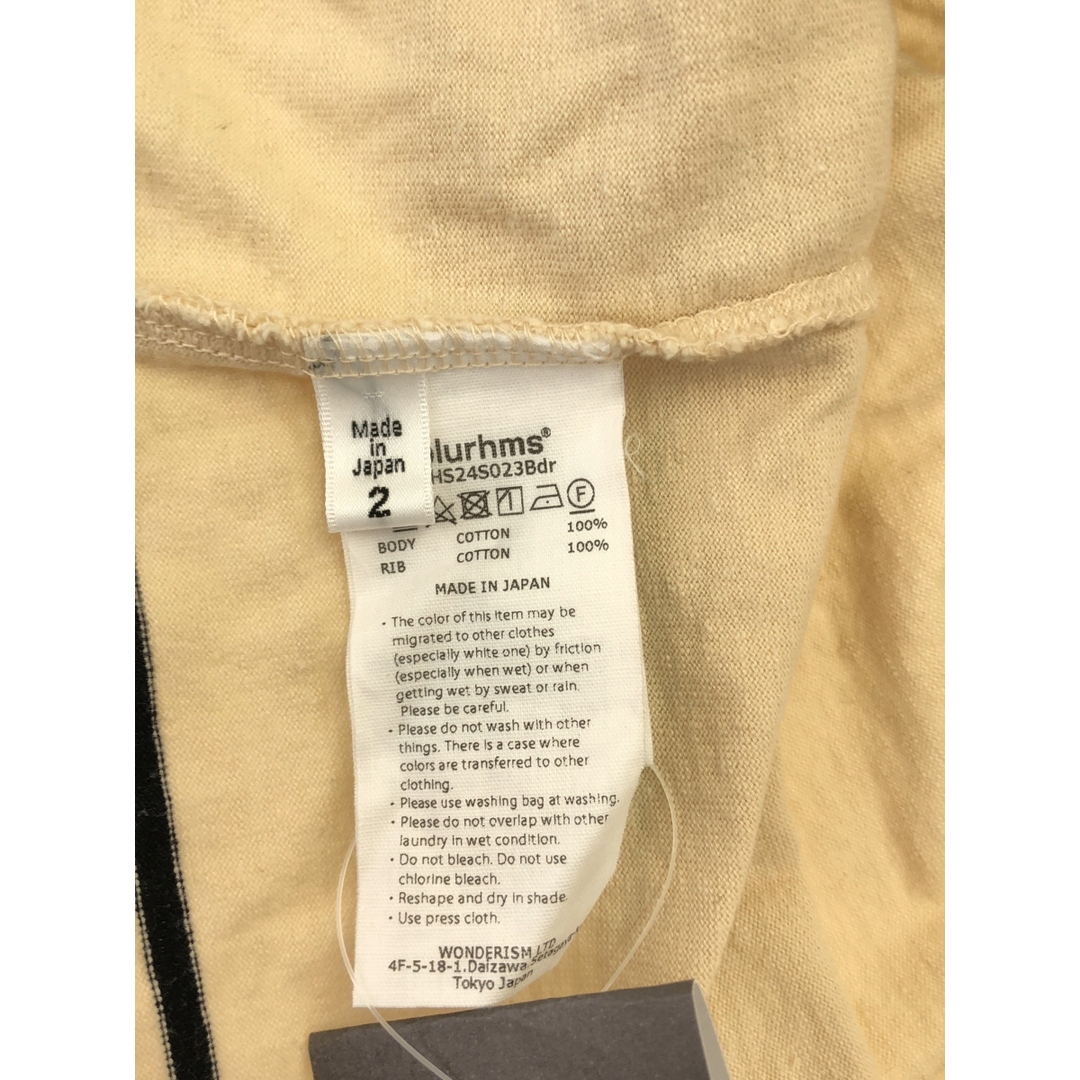 Made
in
Japan
2
blurhms®
HS24S023Bdr
F
BODY COTTON 100%
RIB COTTON 100%
MADE IN JAPAN
• The color of this item may be
migrated to other clothes
(especially white one) by friction
(especially when wet) or when
getting wet by sweat or rain.
Please be careful.
• Please do not wash with other
things. There is a case where
colors are transferred to other
clothing.
• Please use washing bag at washing.
• Please do not overlap with other
laundry in wet condition.
• Do not bleach. Do not use
chlorine bleach.
• Reshape and dry in shade.
• Use press cloth.
WONDERISM LTD
4F-5-18-1.Daizawa.Setagaya
Tokyo Japan